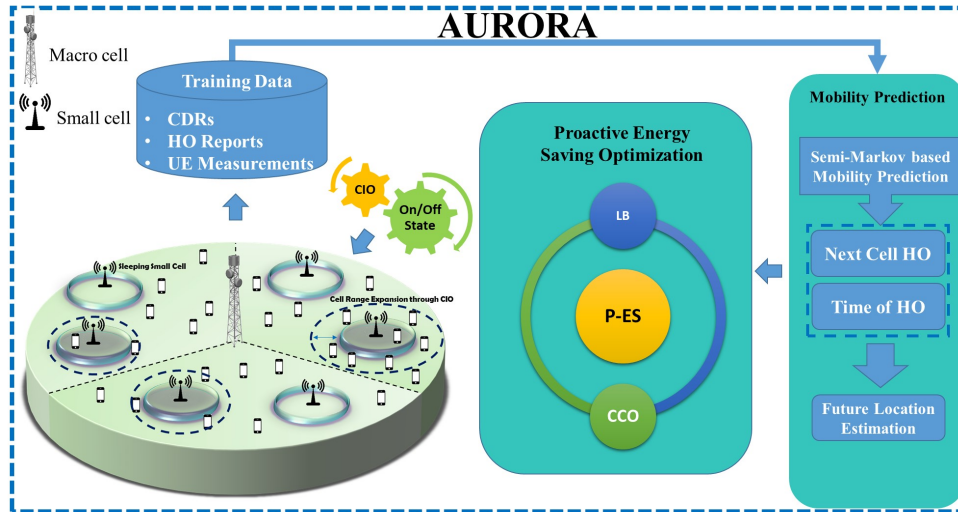 AURORA
Macro cell
Small cell
Training Data
• CDRs
• HO Reports
• UE Measurements
CIO
On/Off
State
Sleeping Small Cell
Cell Range Expansion through CIO
Proactive Energy
Saving Optimization
LB
P-ES
CCO
Mobility Prediction
Semi-Markov based
Mobility Prediction
Next Cell HO
Time of HO
Future Location
Estimation